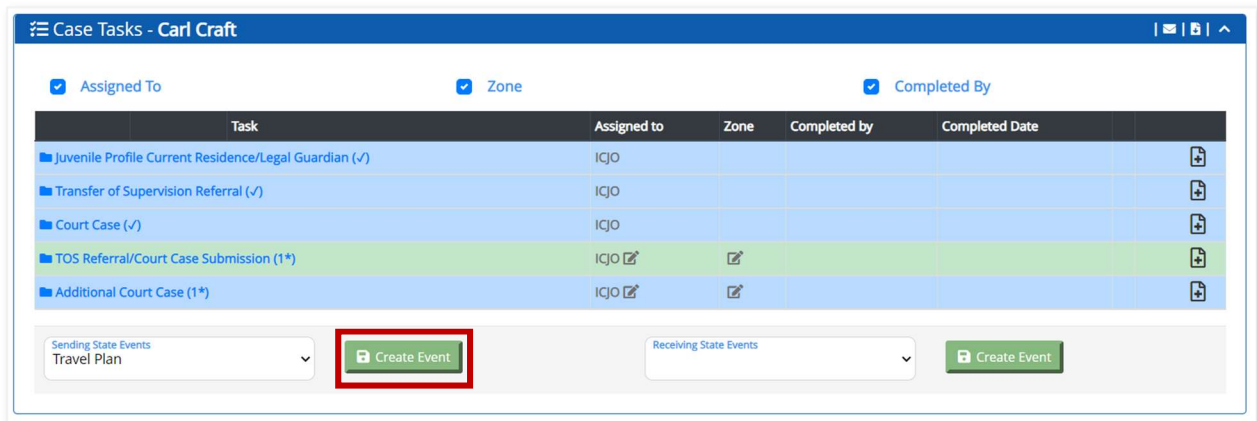 Case Tasks - Carl Craft
Assigned To
Zone
Completed By
Task Assigned to Zone Completed by Completed Date
Juvenile Profile Current Residence/Legal Guardian (✓) ICJO
Transfer of Supervision Referral (✓) ICJO
Court Case (✓) ICJO
TOS Referral/Court Case Submission (1*) ICJO
Additional Court Case (1*) ICJO
Sending State Events
Travel Plan
Create Event
Receiving State Events
Create Event